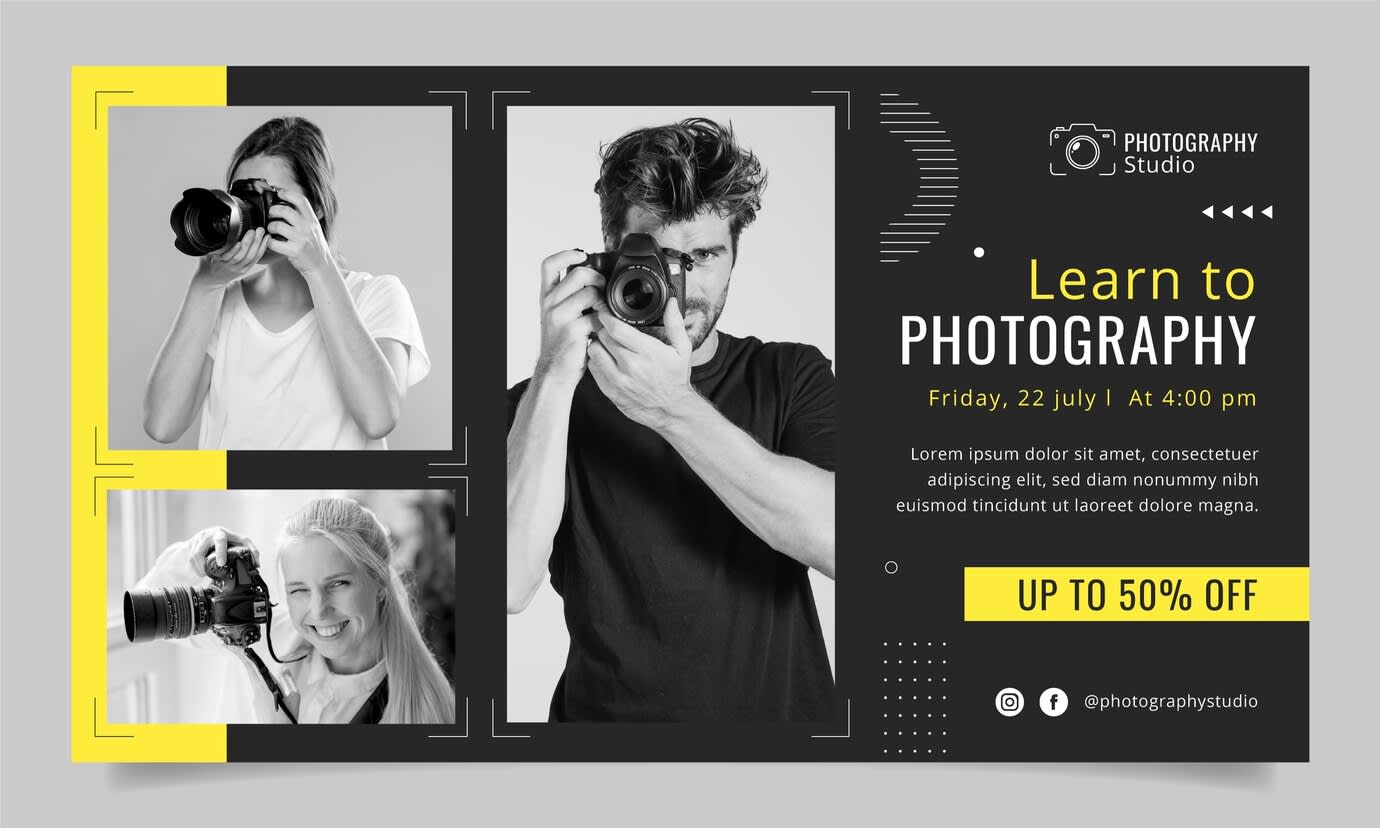 PHOTOGRAPHY
Studio
Learn to
PHOTOGRAPHY
Friday, 22 july l At 4:00 pm
Lorem ipsum dolor sit amet, consectetuer
adipiscing elit, sed diam nonummy nibh
euismod tincidunt ut laoreet dolore magna.
UP TO 50% OFF
@photographystudio